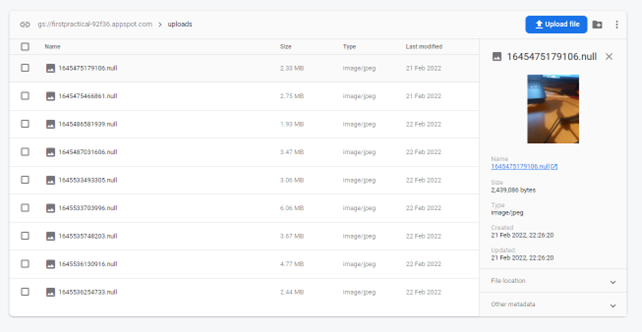 gs://firstpractical-92f36.appspot.com > uploads
Upload file
Name Size Type Last modified
1645475179106.null 2.33 MB image/jpeg 21 Feb 2022
1645475466861.null 2.75 MB image/jpeg 21 Feb 2022
1645486581939.null 1.93 MB image/jpeg 22 Feb 2022
1645487031606.null 3.47 MB image/jpeg 22 Feb 2022
1645533493305.null 3.06 MB image/jpeg 22 Feb 2022
1645533703996.null 6.06 MB image/jpeg 22 Feb 2022
1645535748203.null 3.67 MB image/jpeg 22 Feb 2022
1645536130916.null 4.77 MB image/jpeg 22 Feb 2022
1645536254733.null 2.44 MB image/jpeg 22 Feb 2022
1645475179106.null
Name
1645475179106.null
Size
2,439,086 bytes
Type
image/jpeg
Created
21 Feb 2022, 22:26:20
Updated
21 Feb 2022, 22:26:20
File location
Other metadata